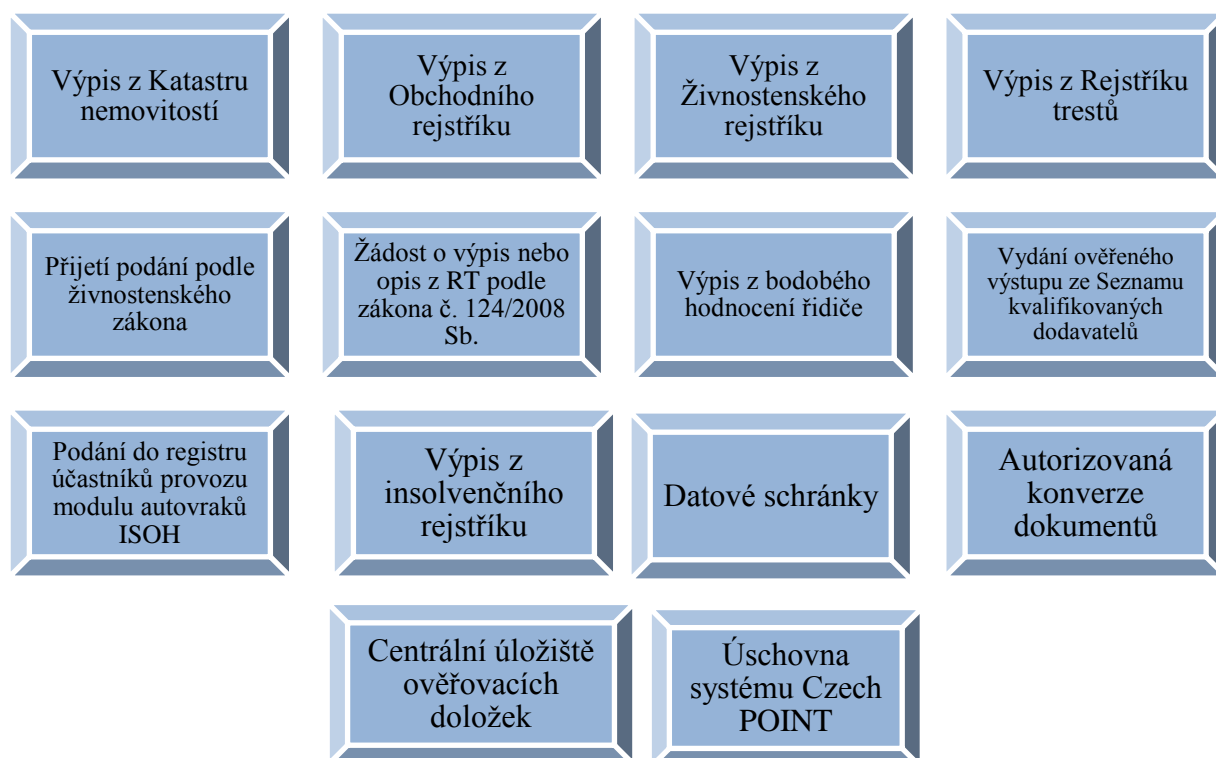 Výpis z Katastru
nemovitostí
Výpis z
Obchodního
rejstříku
Výpis z
Živnostenského
rejstříku
Výpis z Rejstříku
trestů
Přijetí podání podle
živnostenského
zákona
Žádost o výpis nebo
opis z RT podle
zákona č. 124/2008
Sb.
Výpis z bodobého
hodnocení řidiče
Vydání ověřeného
výstupu ze Seznamu
kvalifikovaných
dodavatelů
Podání do registru
účastníků provozu
modulu autovraků
ISOH
Výpis z
insolvenčního
rejstříku
Datové schránky
Autorizovaná
konverze
dokumentů
Centrální úložiště
ověřovacích
doložek
Úschovna
systému Czech
POINT